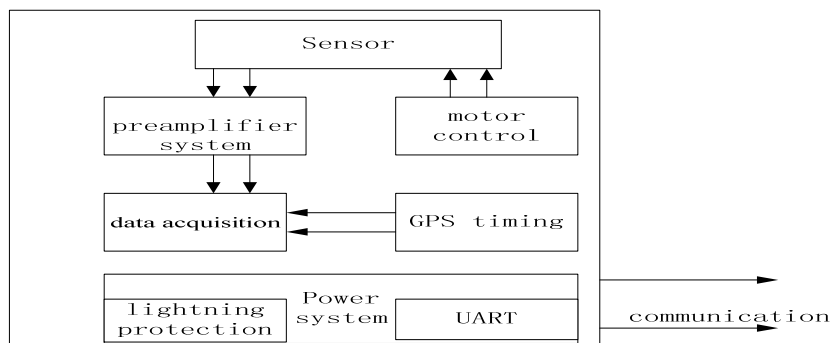 Sensor
preamplifier
system
motor
control
data acquisition
GPS timing
Power
system
lightning
protection
UART
communication